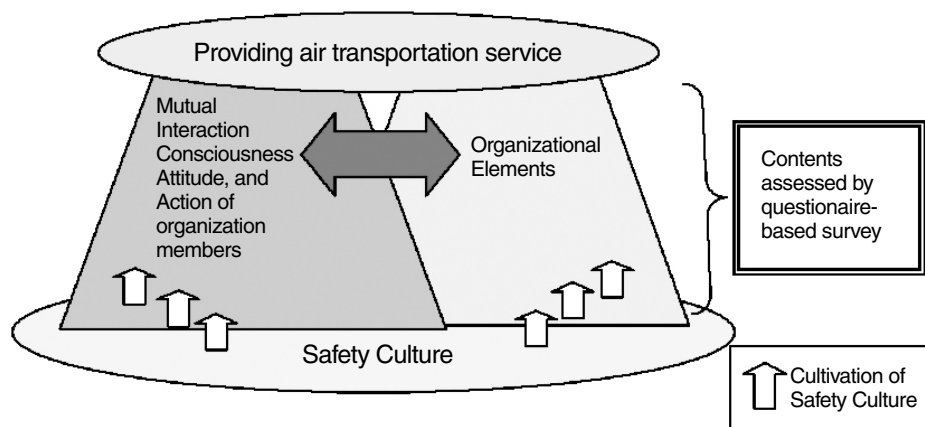 Providing air transportation service
Mutual
Interaction
Consciousness
Attitude, and
Action of
organization
members
Organizational
Elements
Contents
assessed by
questionaire-
based survey
Safety Culture
Cultivation of
Safety Culture